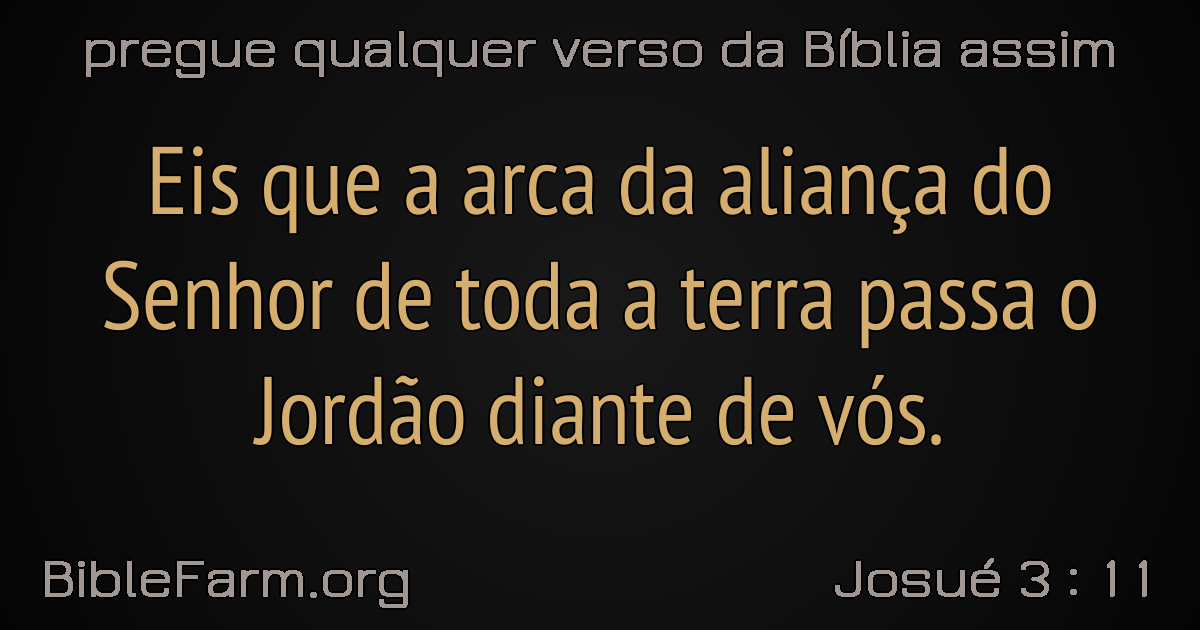 pregue qualquer verso da Bíblia assim
Eis que a arca da aliança do
Senhor de toda a terra passa o
Jordão diante de vós.
BibleFarm.org
Josué 3 : 11